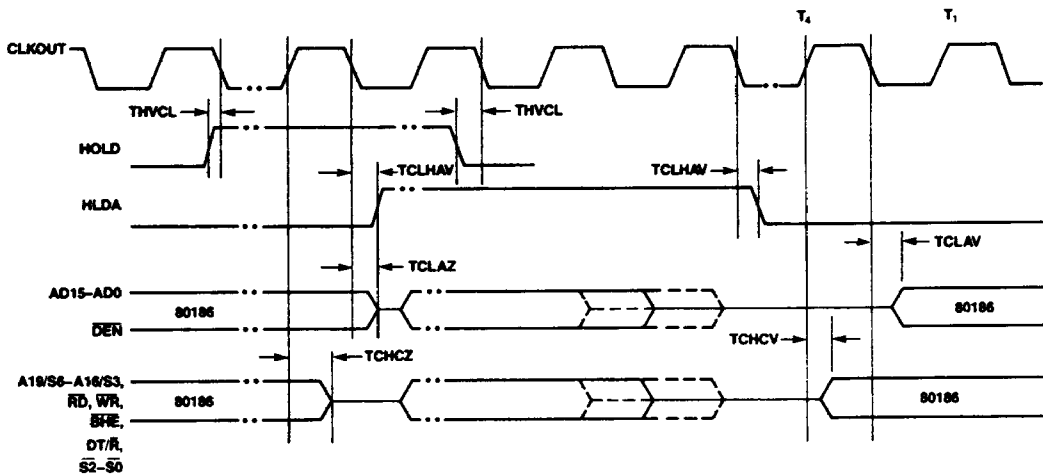 T4 T1
CLKOUT
THVCL THVCL
HOLD
TCLHAV TCLHAV
HLDA
TCLAV
TCLAZ
AD15–AD0
80186 80186
DEN
TCHCV
TCHCZ
A19/S6–A16/S3,
RD, WR, 80186 80186
BHE,
DT/R,
S2–S0